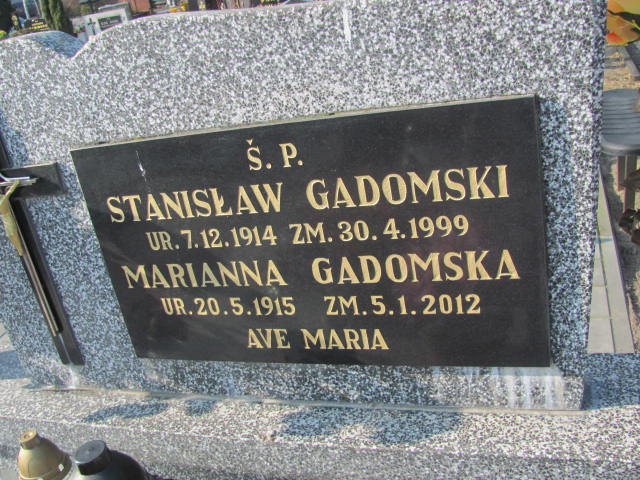 Š. P.
STANISŁAW GADOMSKI
UR. 7.12.1914 ZM. 30.4.1999
MARIANNA GADOMSKA
UR. 20.5.1915 ZM. 5.1.2012
AVE MARIA